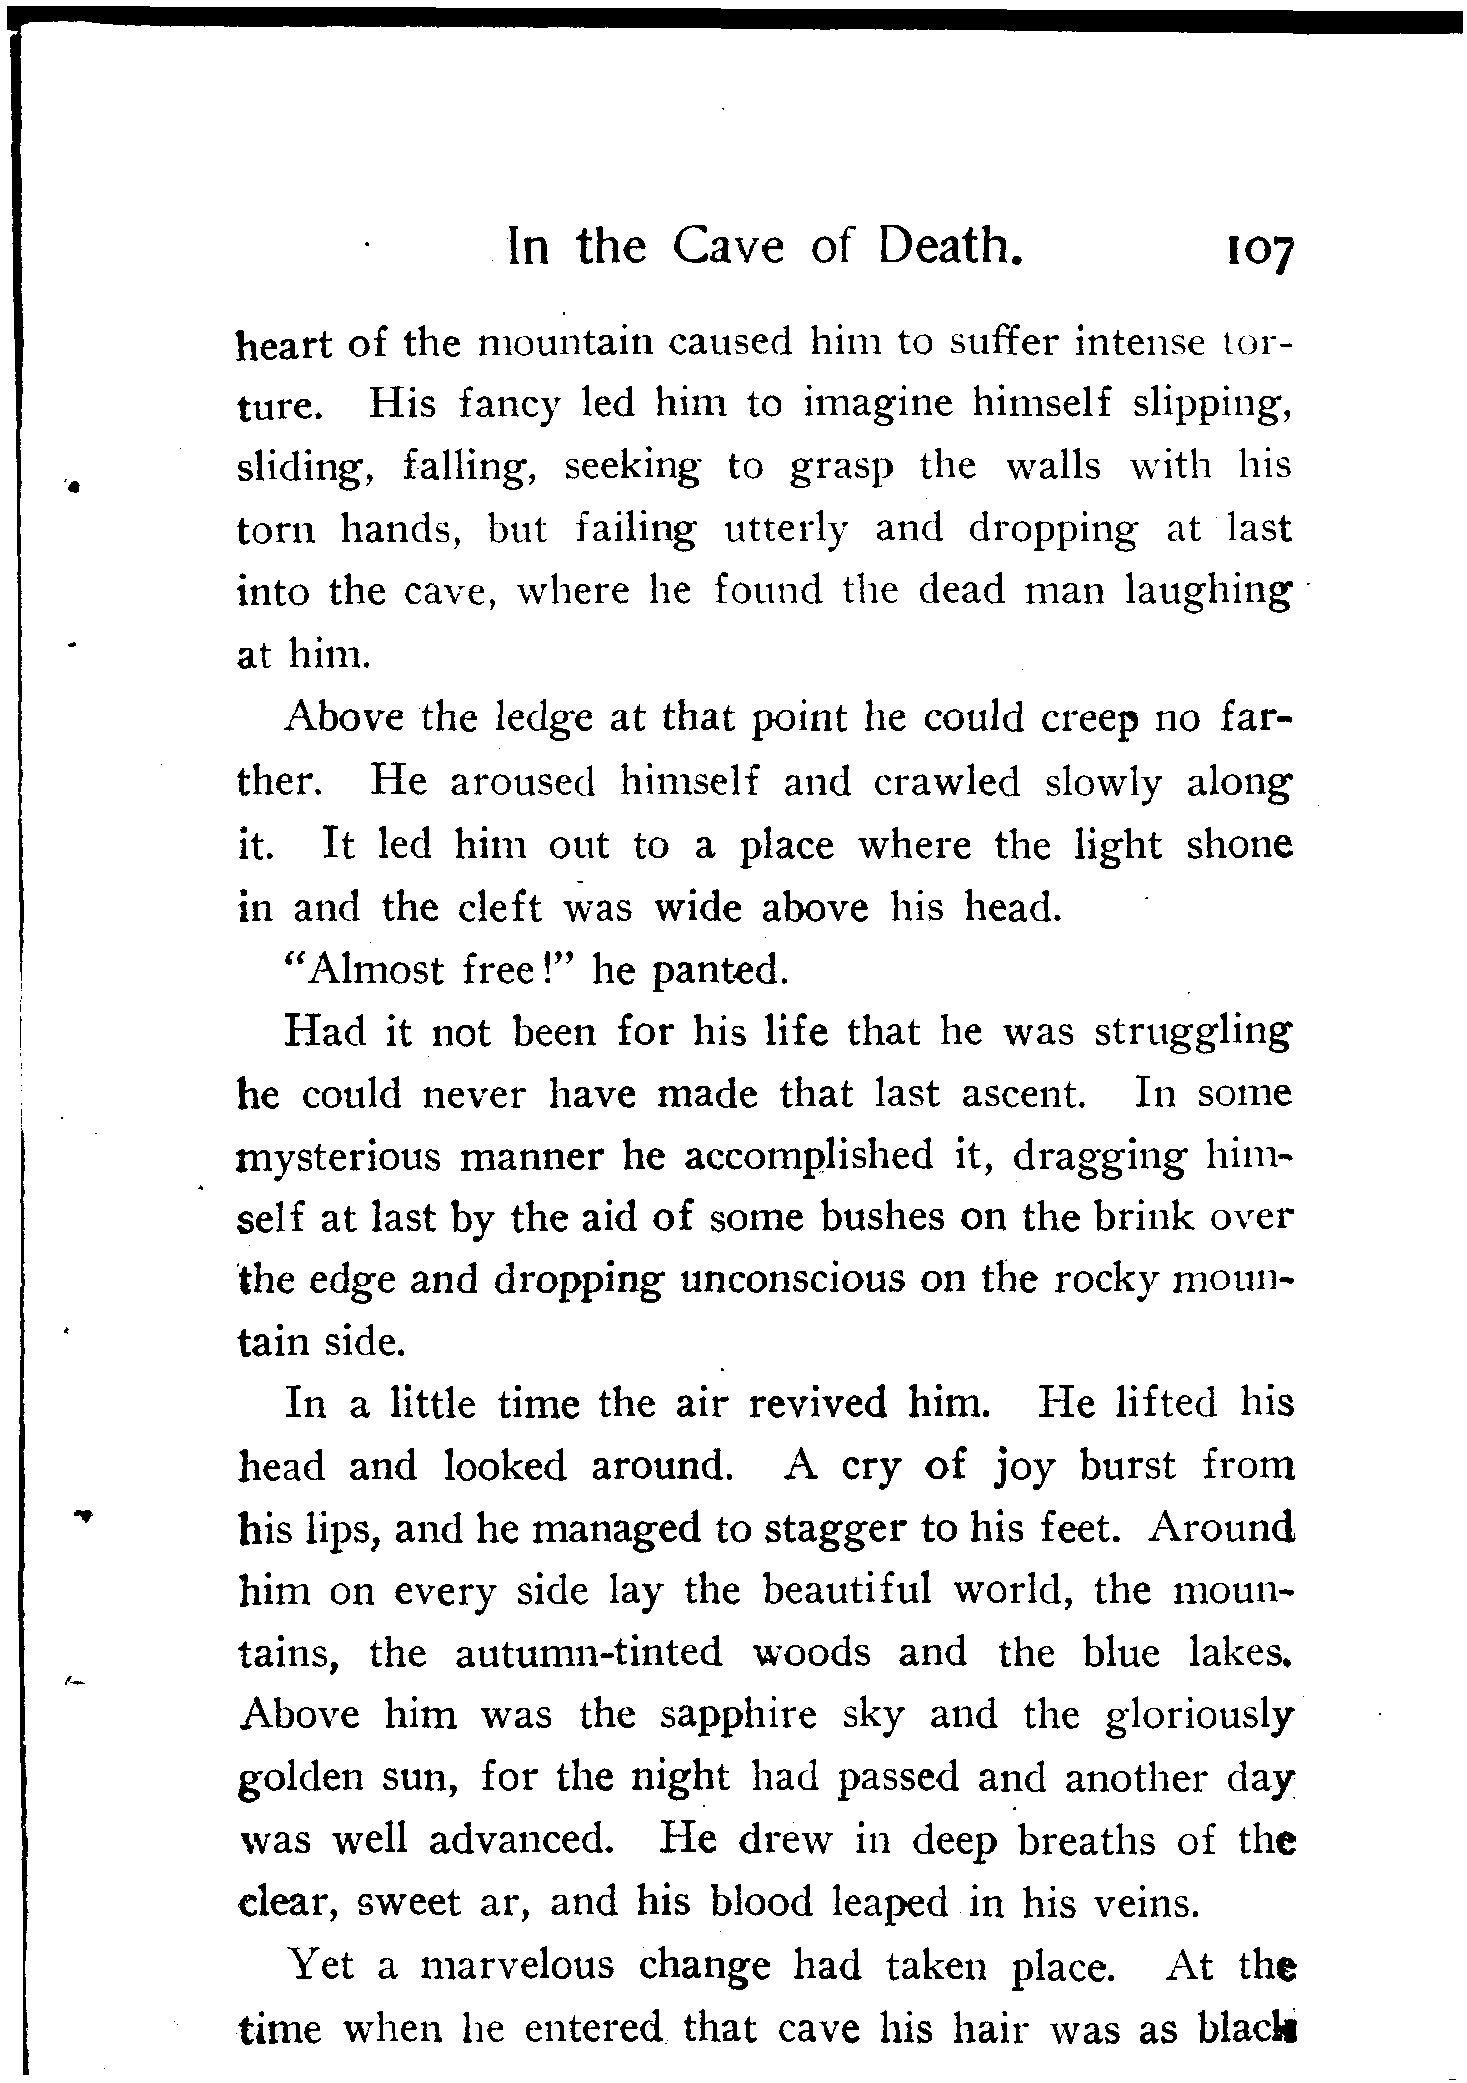 In the Cave of Death. 107
heart of the mountain caused him to suffer intense tor-
ture. His fancy led him to imagine himself slipping,
sliding, falling, seeking to grasp the walls with his
torn hands, but failing utterly and dropping at last
into the cave, where he found the dead man laughing
at him.
Above the ledge at that point he could creep no far-
ther. He aroused himself and crawled slowly along
it. It led him out to a place where the light shone
in and the cleft was wide above his head.
“Almost free!” he panted.
Had it not been for his life that he was struggling
he could never have made that last ascent. In some
mysterious manner he accomplished it, dragging him-
self at last by the aid of some bushes on the brink over
the edge and dropping unconscious on the rocky moun-
tain side.
In a little time the air revived him. He lifted his
head and looked around. A cry of joy burst from
his lips, and he managed to stagger to his feet. Around
him on every side lay the beautiful world, the moun-
tains, the autumn-tinted woods and the blue lakes.
Above him was the sapphire sky and the gloriously
golden sun, for the night had passed and another day
was well advanced. He drew in deep breaths of the
clear, sweet ar, and his blood leaped in his veins.
Yet a marvelous change had taken place. At the
time when he entered that cave his hair was as black